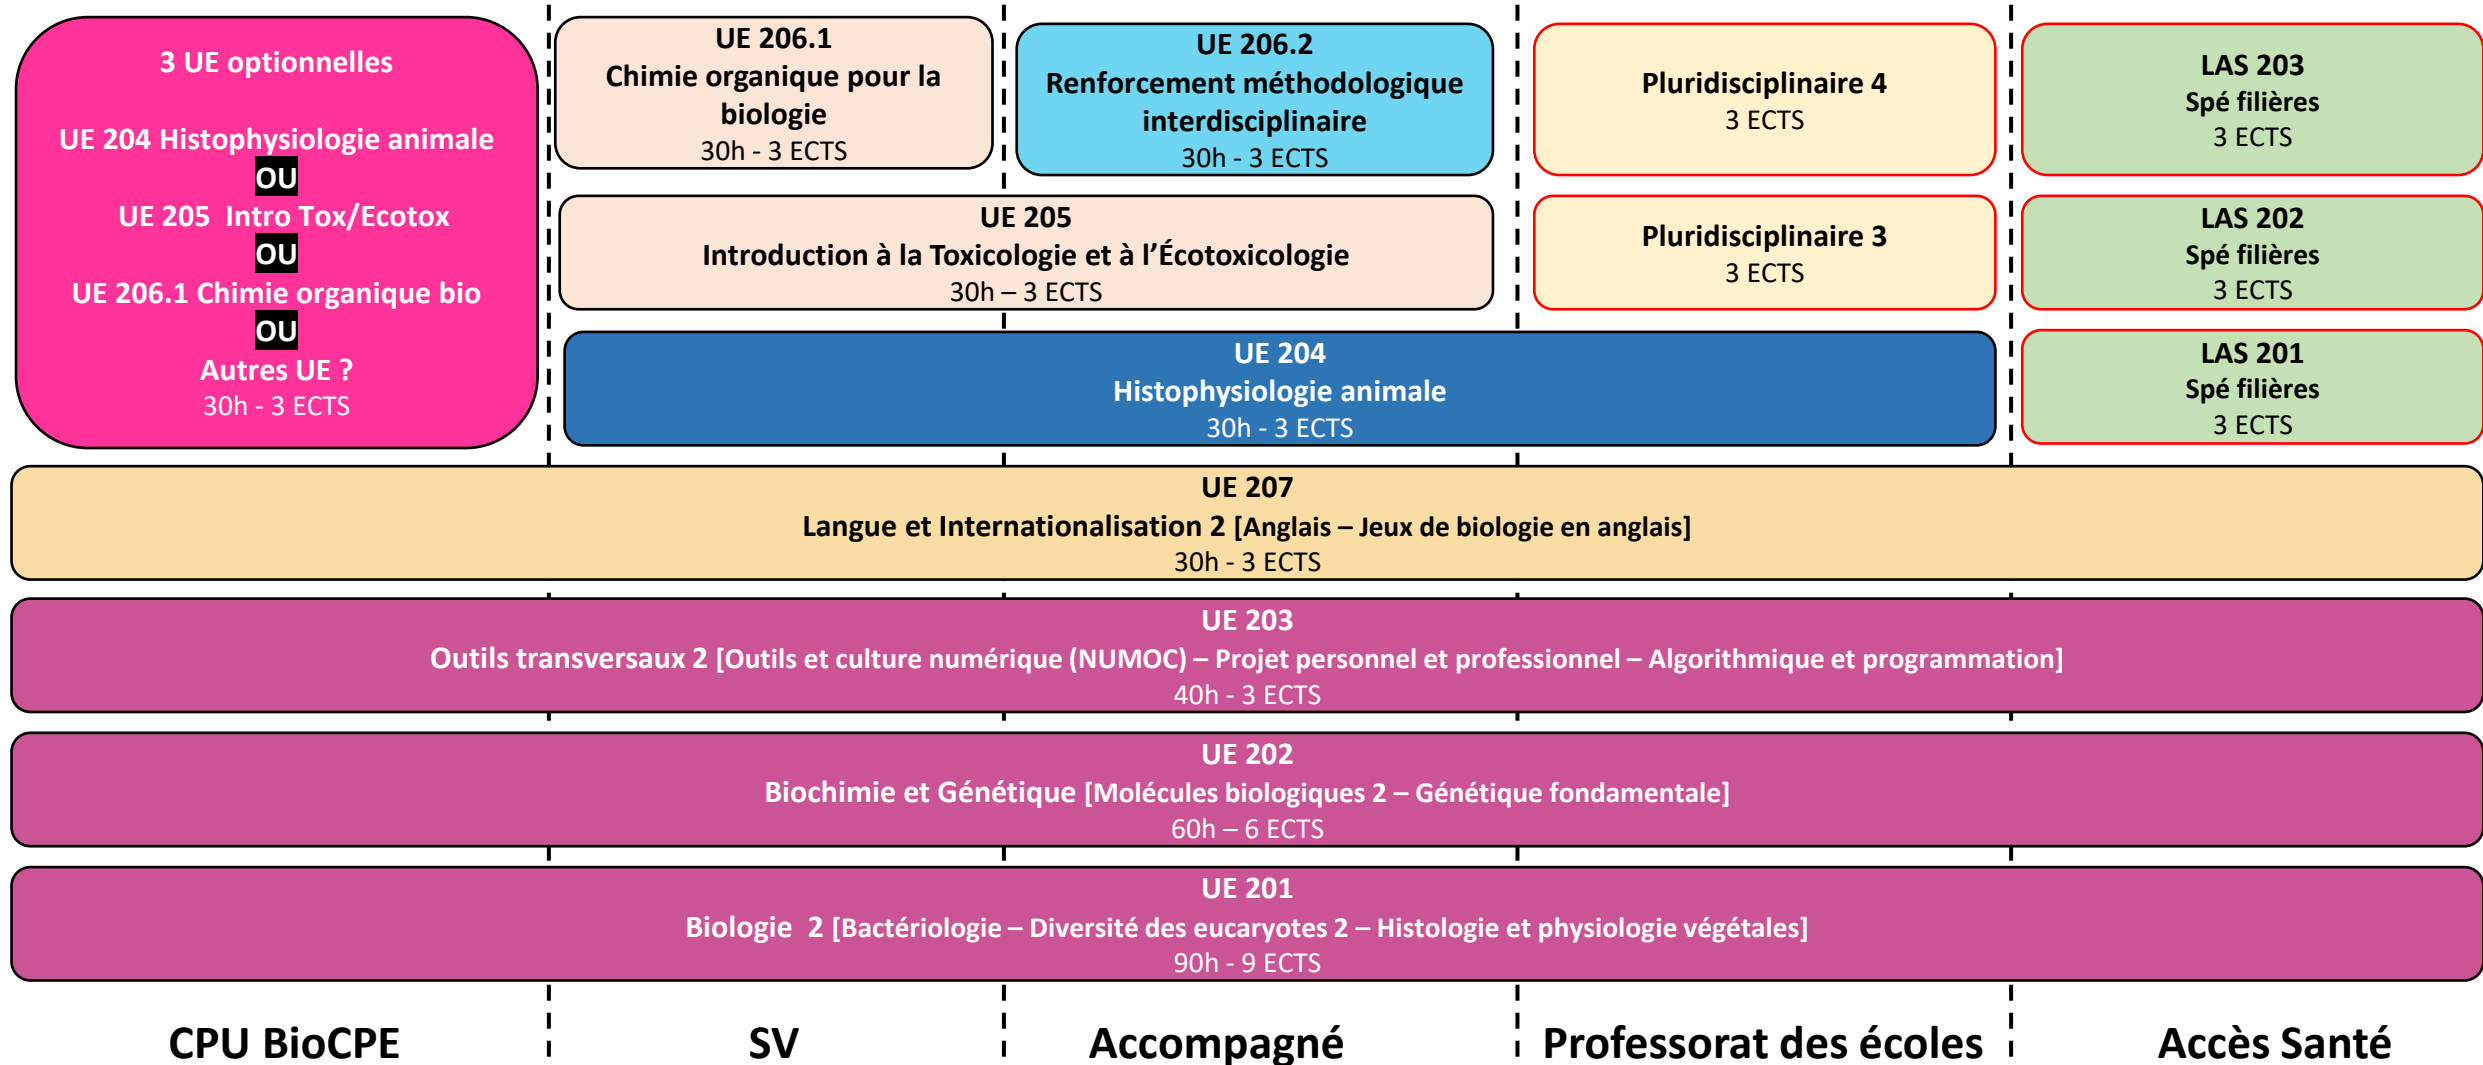 3 UE optionnelles
UE 204 Histophysiologie animale
OU
UE 205 Intro Tox/Ecotox
OU
UE 206.1 Chimie organique bio
OU
Autres UE ?
30h - 3 ECTS
UE 206.1
Chimie organique pour la
biologie
30h - 3 ECTS
UE 206.2
Renforcement méthodologique
interdisciplinaire
30h - 3 ECTS
Pluridisciplinaire 4
3 ECTS
LAS 203
Spé filières
3 ECTS
UE 205
Introduction à la Toxicologie et à l’Écotoxicologie
30h – 3 ECTS
Pluridisciplinaire 3
3 ECTS
LAS 202
Spé filières
3 ECTS
UE 204
Histophysiologie animale
30h - 3 ECTS
LAS 201
Spé filières
3 ECTS
UE 207
Langue et Internationalisation 2 [Anglais – Jeux de biologie en anglais]
30h - 3 ECTS
UE 203
Outils transversaux 2 [Outils et culture numérique (NUMOC) – Projet personnel et professionnel – Algorithmique et programmation]
40h - 3 ECTS
UE 202
Biochimie et Génétique [Molécules biologiques 2 – Génétique fondamentale]
60h – 6 ECTS
UE 201
Biologie 2 [Bactériologie – Diversité des eucaryotes 2 – Histologie et physiologie végétales]
90h - 9 ECTS
CPU BioCPE
SV
Accompagné
Professorat des écoles
Accès Santé